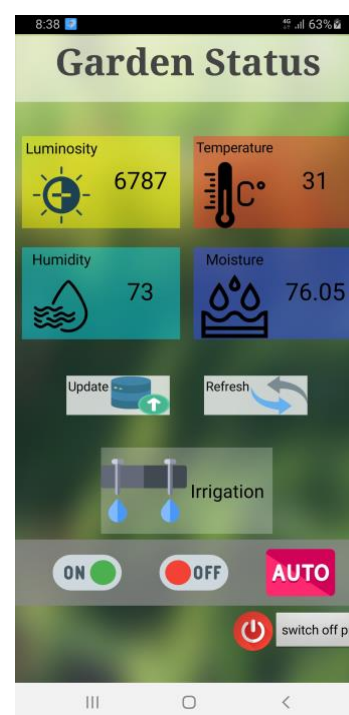 8:38 4G 63%
Garden Status
Luminosity
6787
Temperature
C°
31
Humidity
73
Moisture
76.05
Update
Refresh
Irrigation
ON
OFF
AUTO
switch off p